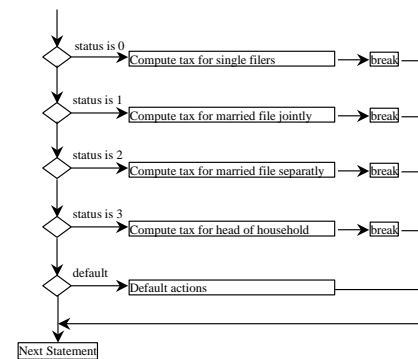 status is 0
Compute tax for single filers
break
status is 1
Compute tax for married file jointly
break
status is 2
Compute tax for married file separatly
break
status is 3
Compute tax for head of household
break
default
Default actions
Next Statement